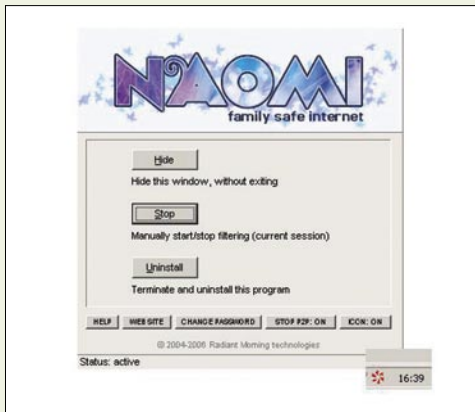 NAOMI
family safe internet
Hide
Hide this window, without exiting
Stop
Manually start/stop filtering (current session)
Uninstall
Terminate and uninstall this program
HELP WEB SITE CHANGE PASSWORD STOP P2P: ON ICON: ON
© 2004-2006 Radiant Morning technologies
Status: active
16:39